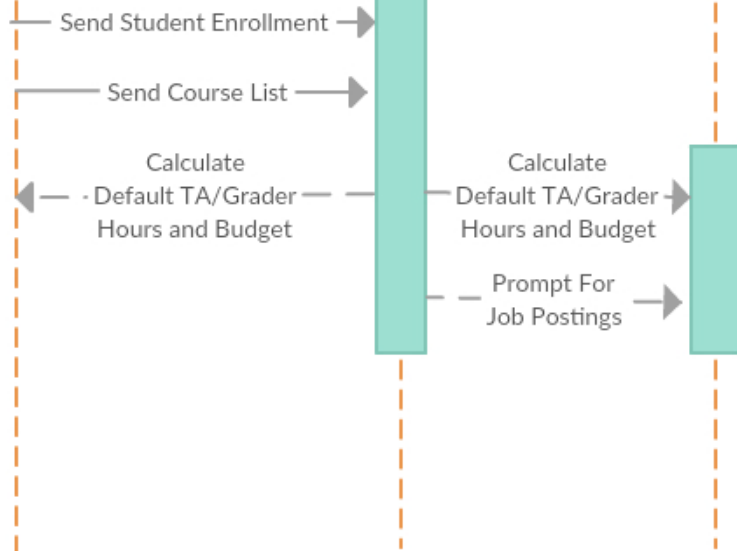 Send Student Enrollment
Send Course List
Calculate
Default TA/Grader
Hours and Budget
Calculate
Default TA/Grader
Hours and Budget
Prompt For
Job Postings